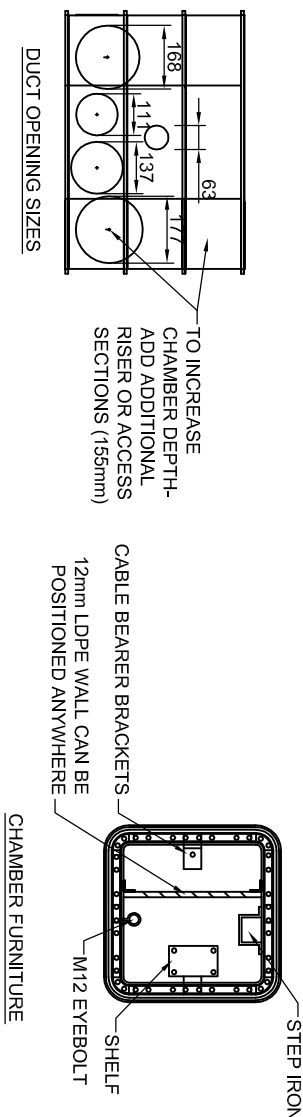 168
111
137
177
63
DUCT OPENING SIZES
TO INCREASE
CHAMBER DEPTH-
ADD ADDITIONAL
RISER OR ACCESS
SECTIONS (155mm)
CABLE BEARER BRACKETS
12mm LDPE WALL CAN BE
POSITIONED ANYWHERE
STEP IRON
SHELF
M12 EYEBOLT
CHAMBER FURNITURE